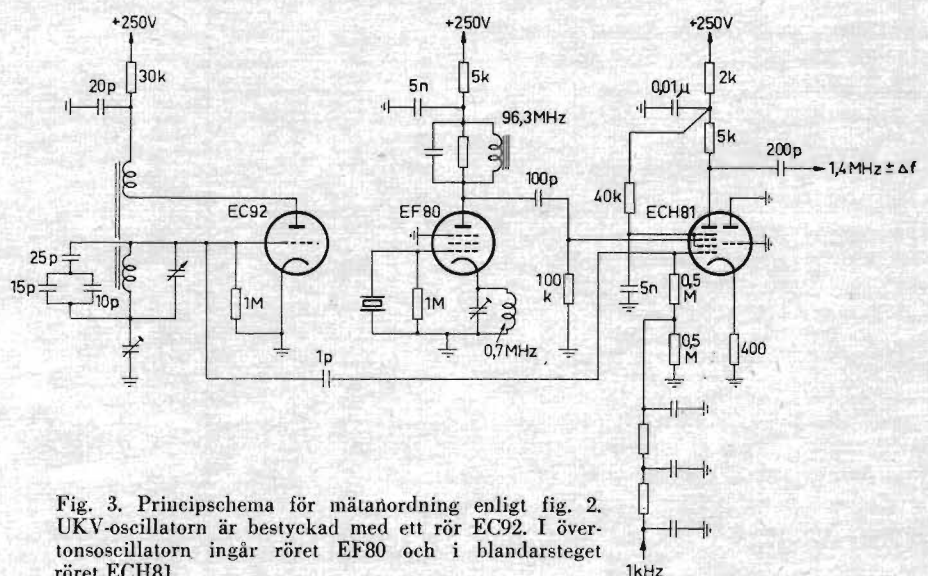 +250V
+250V
+250V
20p
30k
5n
5k
0,01µ
2k
96,3MHz
5k
200p
1,4MHz ± Δf
100p
40k
EC92
EF80
ECH81
25p
15p
10p
1M
1M
100
k
5n
0,5
M
0,7MHz
0,5
M
400
1p
Fig. 3. Principschema för mätanordning enligt fig. 2.
UKV-oscillatorn är bestyckad med ett rör EC92. I över-
tonsoscillatorn ingår röret EF80 och i blandarsteget
röret ECH81
1kHz